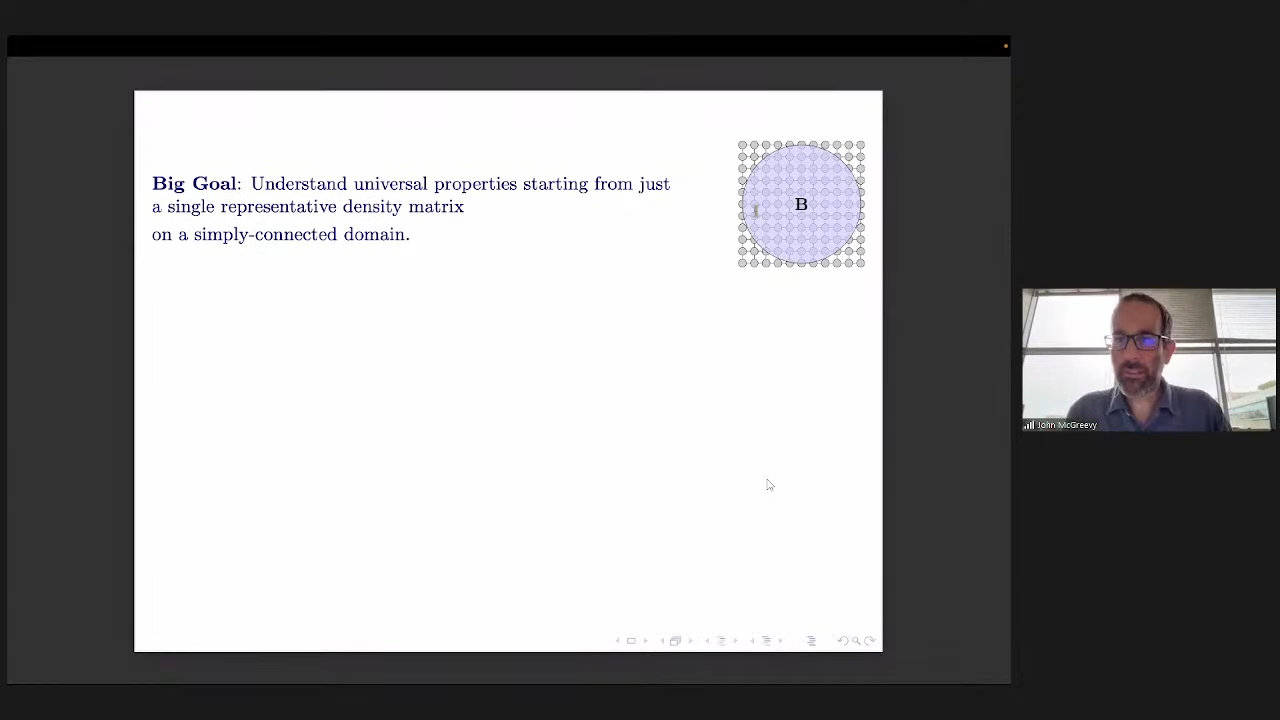 Big Goal: Understand universal properties starting from just
a single representative density matrix
on a simply-connected domain.
B
John McGreevy